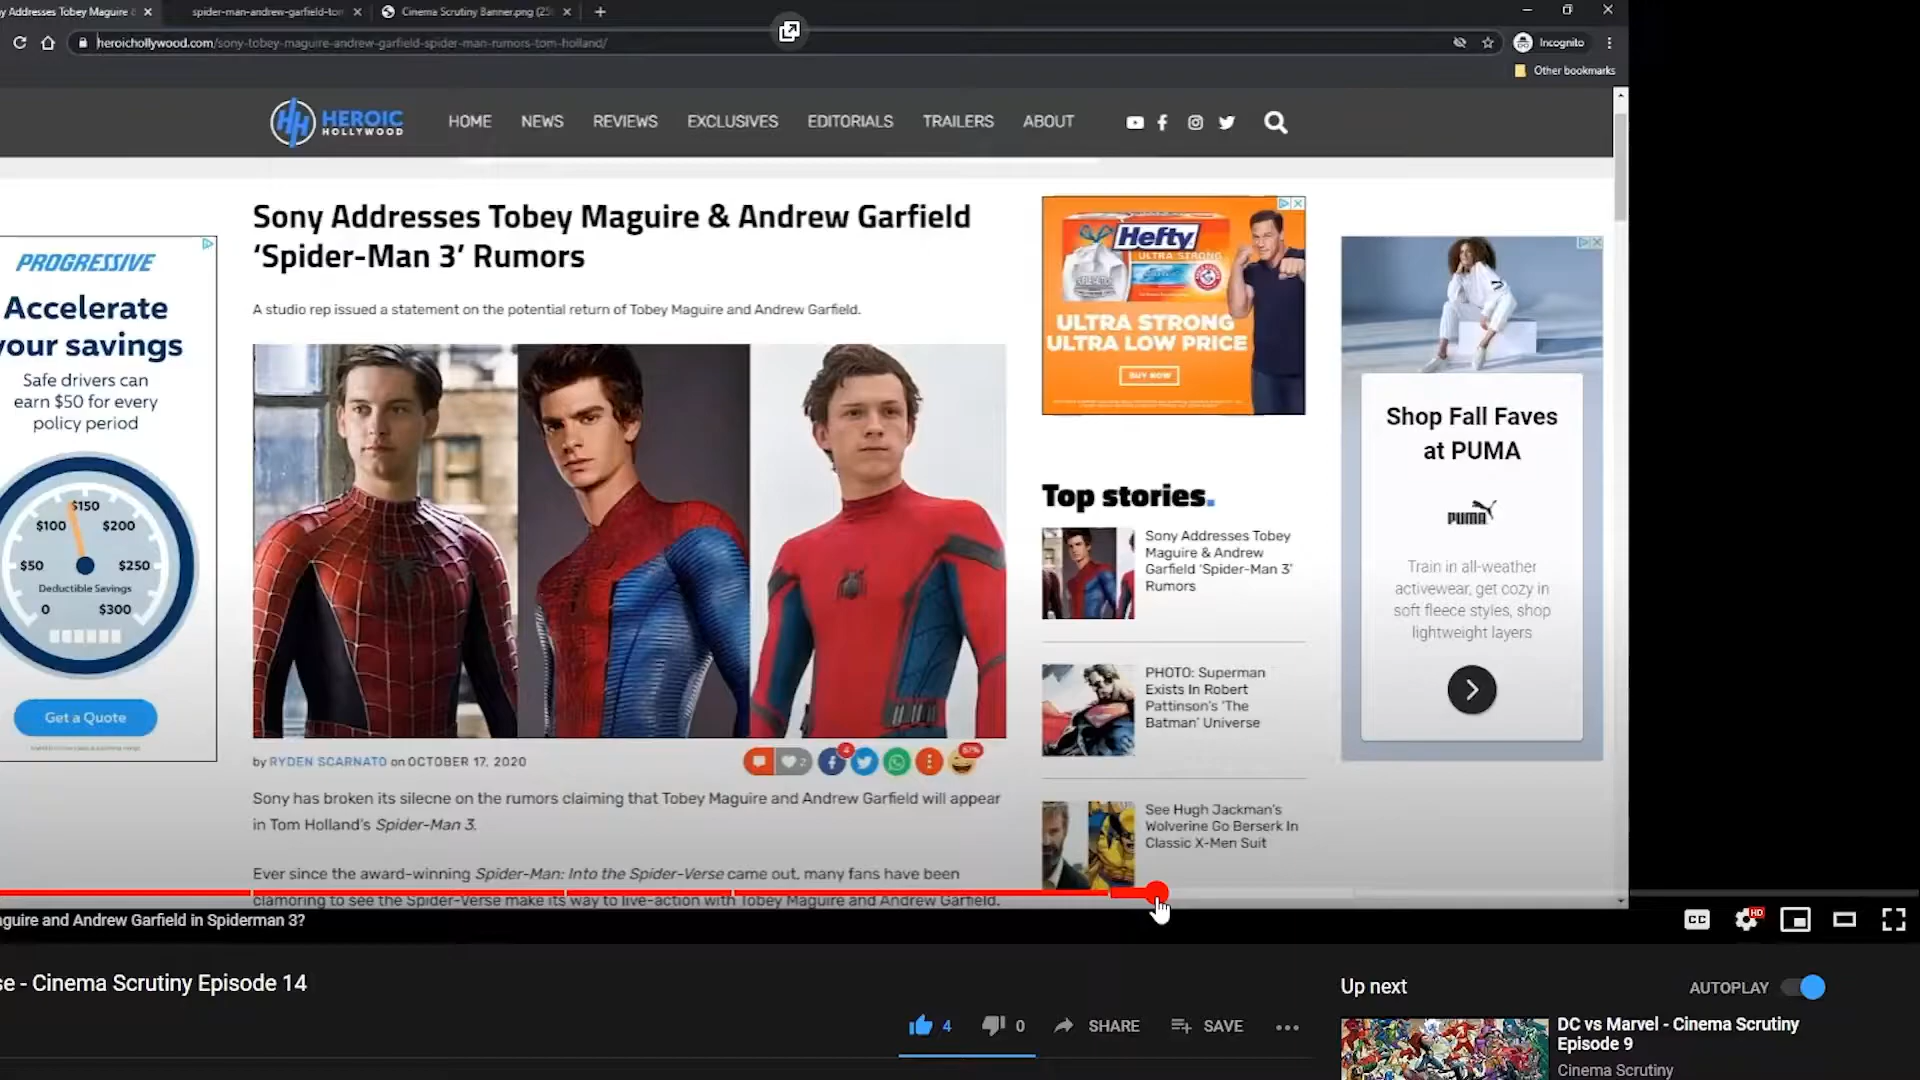 y Addresses Tobey Maguire &
spider-man-andrew-garfield-tom
Cinema Scrutiny Banner.png (25
heroichollywood.com/sony-tobey-maguire-andrew-garfield-spider-man-rumors-tom-holland/
Incognito
Other bookmarks
HEROIC
HOLLYWOOD
HOME
NEWS
REVIEWS
EXCLUSIVES
EDITORIALS
TRAILERS
ABOUT
PROGRESSIVE
Accelerate
your savings
Safe drivers can
earn $50 for every
policy period
$150
$100
$200
$50
$250
Deductible Savings
0
$300
Get a Quote
Sony Addresses Tobey Maguire & Andrew Garfield
‘Spider-Man 3’ Rumors
A studio rep issued a statement on the potential return of Tobey Maguire and Andrew Garfield.
by RYDEN SCARNATO on OCTOBER 17, 2020
2
4
67%
Sony has broken its silecne on the rumors claiming that Tobey Maguire and Andrew Garfield will appear
in Tom Holland’s Spider-Man 3.
Ever since the award-winning Spider-Man: Into the Spider-Verse came out, many fans have been
clamoring to see the Spider-Verse make its way to live-action with Tobey Maguire and Andrew Garfield.
Hefty
ULTRA STRONG
ULTRA STRONG
ULTRA LOW PRICE
BUY NOW
Top stories.
Sony Addresses Tobey
Maguire & Andrew
Garfield ‘Spider-Man 3’
Rumors
PHOTO: Superman
Exists In Robert
Pattinson’s ‘The
Batman’ Universe
See Hugh Jackman’s
Wolverine Go Berserk In
Classic X-Men Suit
Shop Fall Faves
at PUMA
PUMA
Train in all-weather
activewear, get cozy in
soft fleece styles, shop
lightweight layers
aguire and Andrew Garfield in Spiderman 3?
CC
HD
se - Cinema Scrutiny Episode 14
4
0
SHARE
SAVE
Up next
AUTOPLAY
DC vs Marvel - Cinema Scrutiny
Episode 9
Cinema Scrutiny